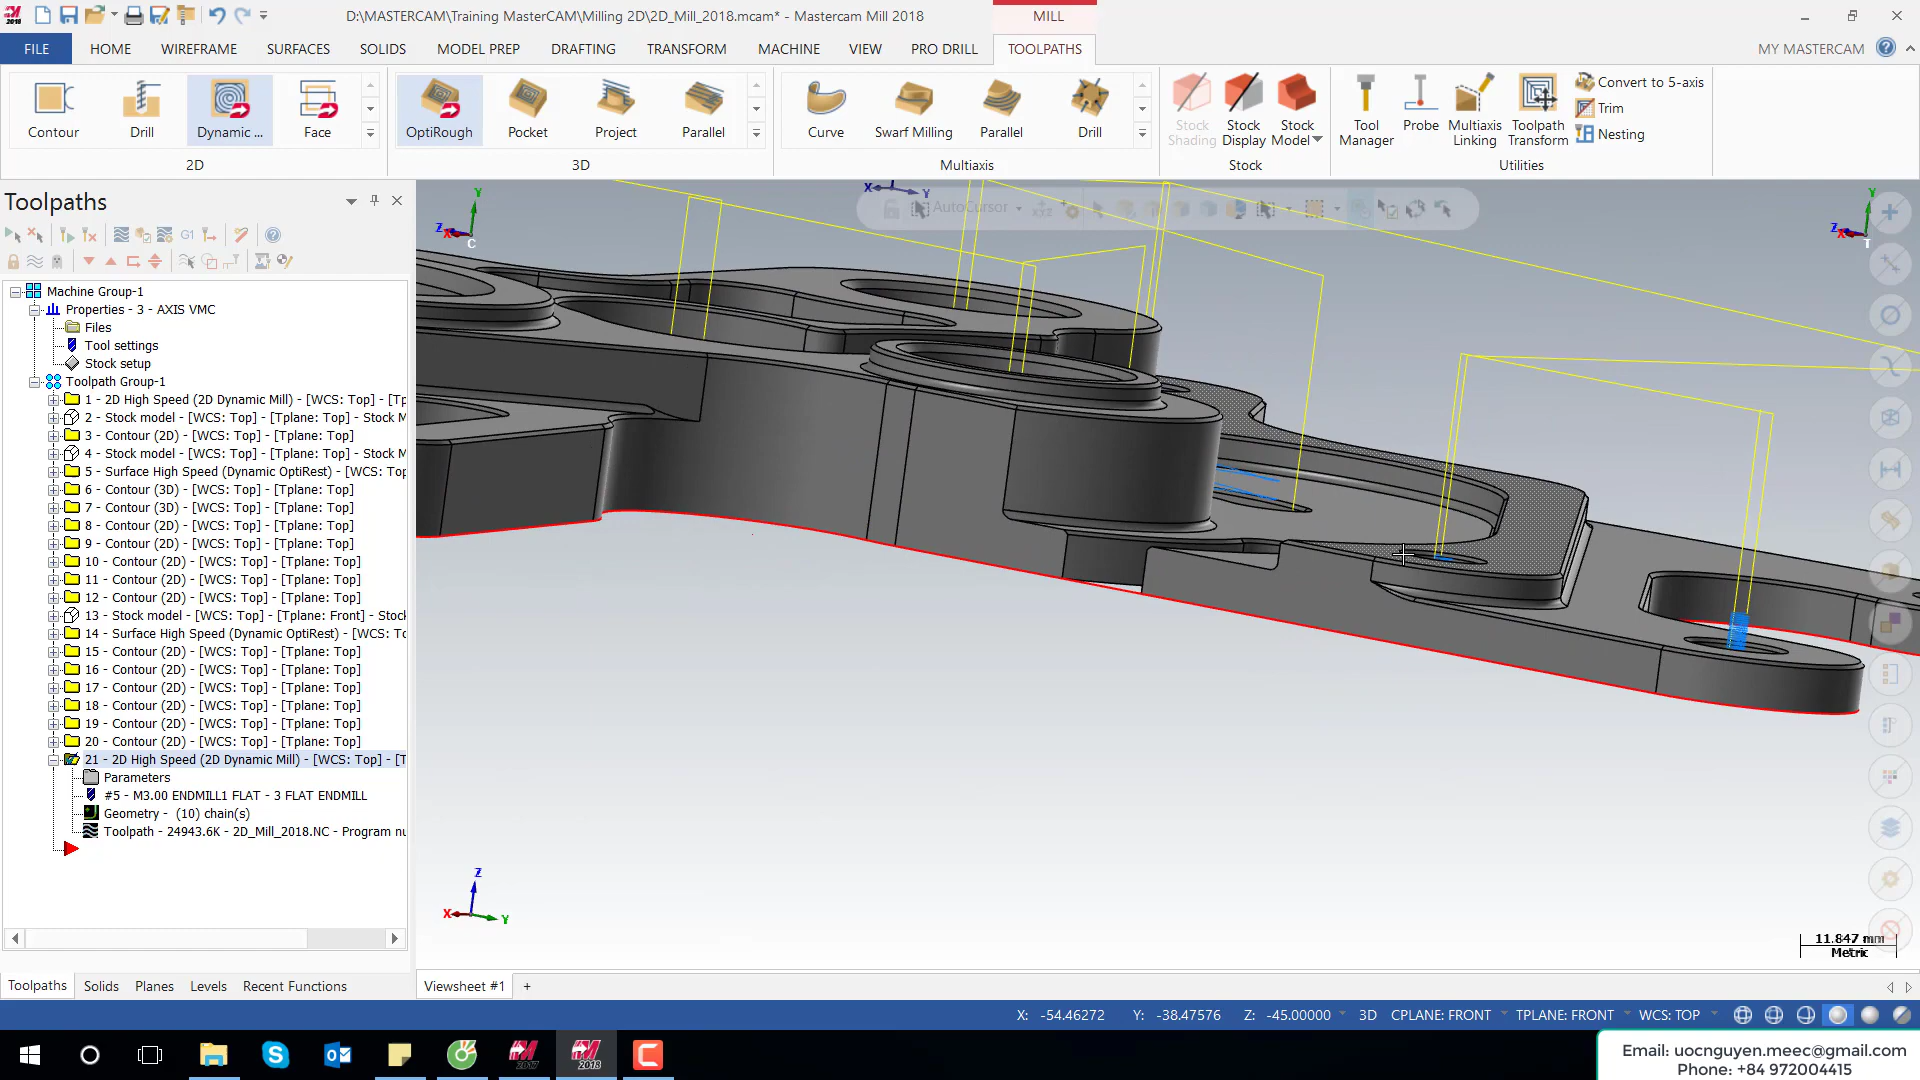 D:\MASTERCAM\Training MasterCAM\Milling 2D\2D_Mill_2018.mcam* - Mastercam Mill 2018
MILL
FILE HOME WIREFRAME SURFACES SOLIDS MODEL PREP DRAFTING TRANSFORM MACHINE VIEW PRO DRILL TOOLPATHS MY MASTERCAM
Contour Drill Dynamic ... Face
2D
OptiRough Pocket Project Parallel
3D
Curve Swarf Milling Parallel Drill
Multiaxis
Stock Shading
Stock Display
Stock Model
Stock
Tool Manager
Probe
Multiaxis Linking
Toolpath Transform
Convert to 5-axis
Trim
Nesting
Utilities
Toolpaths
G1
Machine Group-1
Properties - 3 - AXIS VMC
Files
Tool settings
Stock setup
Toolpath Group-1
1 - 2D High Speed (2D Dynamic Mill) - [WCS: Top] - [Tp
2 - Stock model - [WCS: Top] - [Tplane: Top] - Stock M
3 - Contour (2D) - [WCS: Top] - [Tplane: Top]
4 - Stock model - [WCS: Top] - [Tplane: Top] - Stock M
5 - Surface High Speed (Dynamic OptiRest) - [WCS: Top
6 - Contour (3D) - [WCS: Top] - [Tplane: Top]
7 - Contour (3D) - [WCS: Top] - [Tplane: Top]
8 - Contour (2D) - [WCS: Top] - [Tplane: Top]
9 - Contour (2D) - [WCS: Top] - [Tplane: Top]
10 - Contour (2D) - [WCS: Top] - [Tplane: Top]
11 - Contour (2D) - [WCS: Top] - [Tplane: Top]
12 - Contour (2D) - [WCS: Top] - [Tplane: Top]
13 - Stock model - [WCS: Top] - [Tplane: Front] - Stock
14 - Surface High Speed (Dynamic OptiRest) - [WCS: Tc
15 - Contour (2D) - [WCS: Top] - [Tplane: Top]
16 - Contour (2D) - [WCS: Top] - [Tplane: Top]
17 - Contour (2D) - [WCS: Top] - [Tplane: Top]
18 - Contour (2D) - [WCS: Top] - [Tplane: Top]
19 - Contour (2D) - [WCS: Top] - [Tplane: Top]
20 - Contour (2D) - [WCS: Top] - [Tplane: Top]
21 - 2D High Speed (2D Dynamic Mill) - [WCS: Top] - [T
Parameters
#5 - M3.00 ENDMILL1 FLAT - 3 FLAT ENDMILL
Geometry - (10) chain(s)
Toolpath - 24943.6K - 2D_Mill_2018.NC - Program nu
AutoCursor
X Y
Y Z X C
Y Z X T
Z X Y
11.847 mm
Metric
Toolpaths Solids Planes Levels Recent Functions
Viewsheet #1 +
X: -54.46272 Y: -38.47576 Z: -45.00000 3D CPLANE: FRONT TPLANE: FRONT WCS: TOP
2017
2018
Email: uocnguyen.meec@gmail.com
Phone: +84 972004415